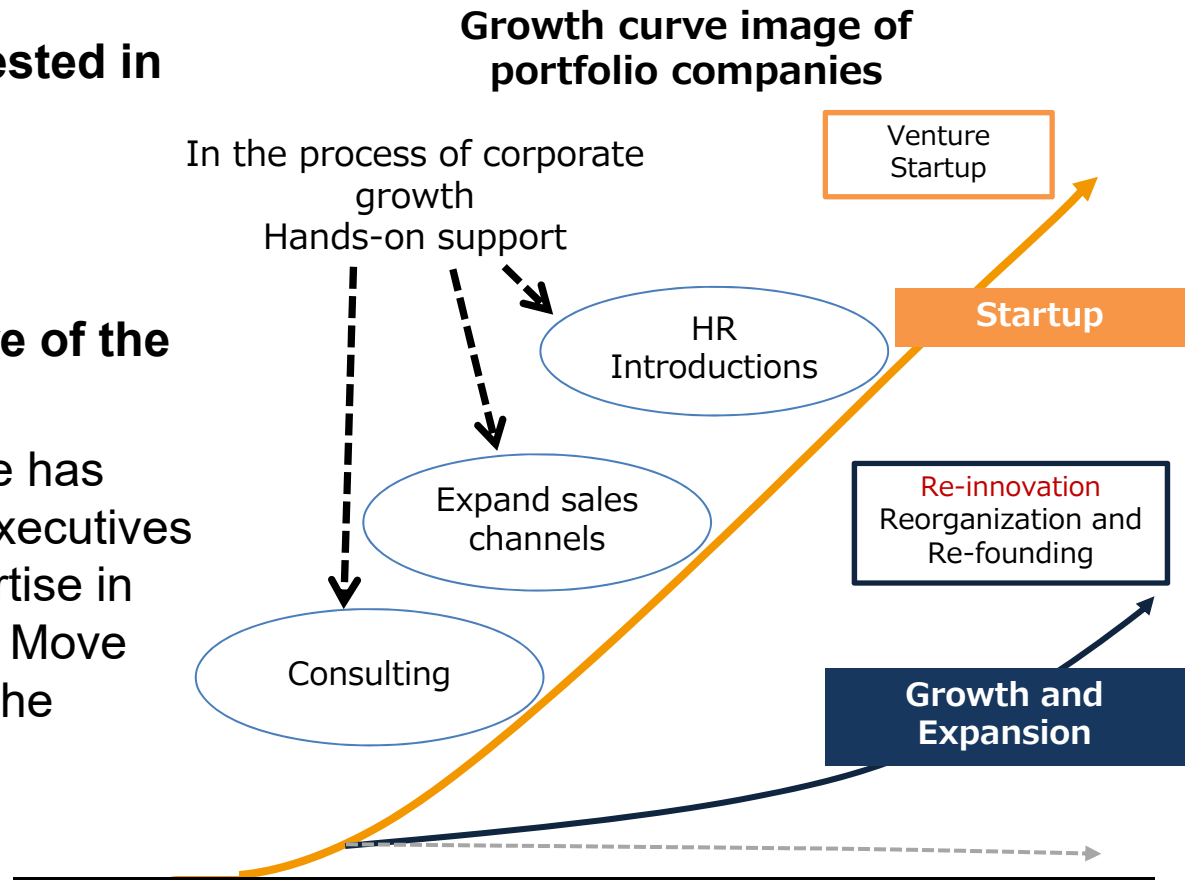 ested in
Growth curve image of
portfolio companies
In the process of corporate
growth
Hands-on support
Venture
Startup
Startup
HR
Introductions
e of the
e has
xecutives
rtise in
Move
he
Expand sales
channels
Consulting
Re-innovation
Reorganization and
Re-founding
Growth and
Expansion